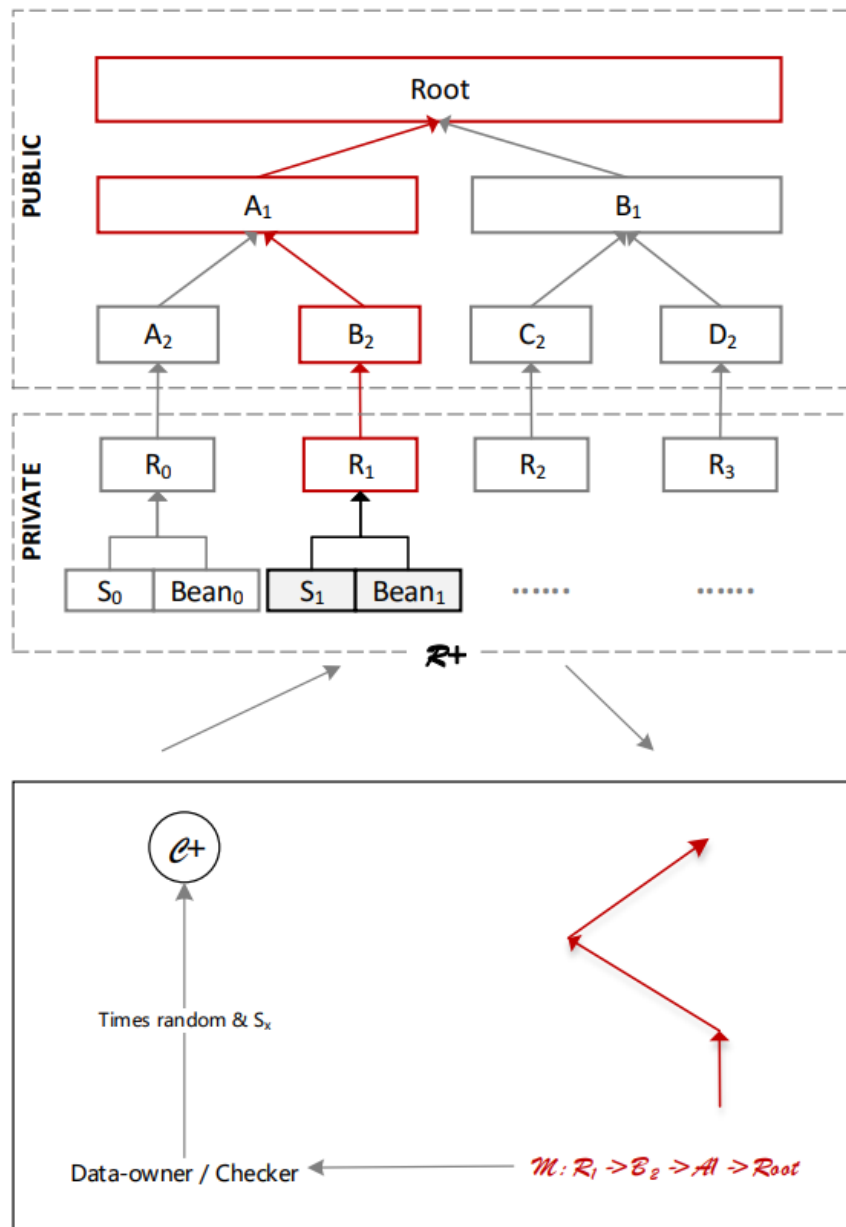 PUBLIC
Root
A₁ B₁
A₂ B₂ C₂ D₂
PRIVATE
R₀ R₁ R₂ R₃
S₀ Bean₀ S₁ Bean₁ ...... ......
R+
C+
Times random & Sₓ
Data-owner / Checker
M: R₁ -> B₂ -> A1 -> Root